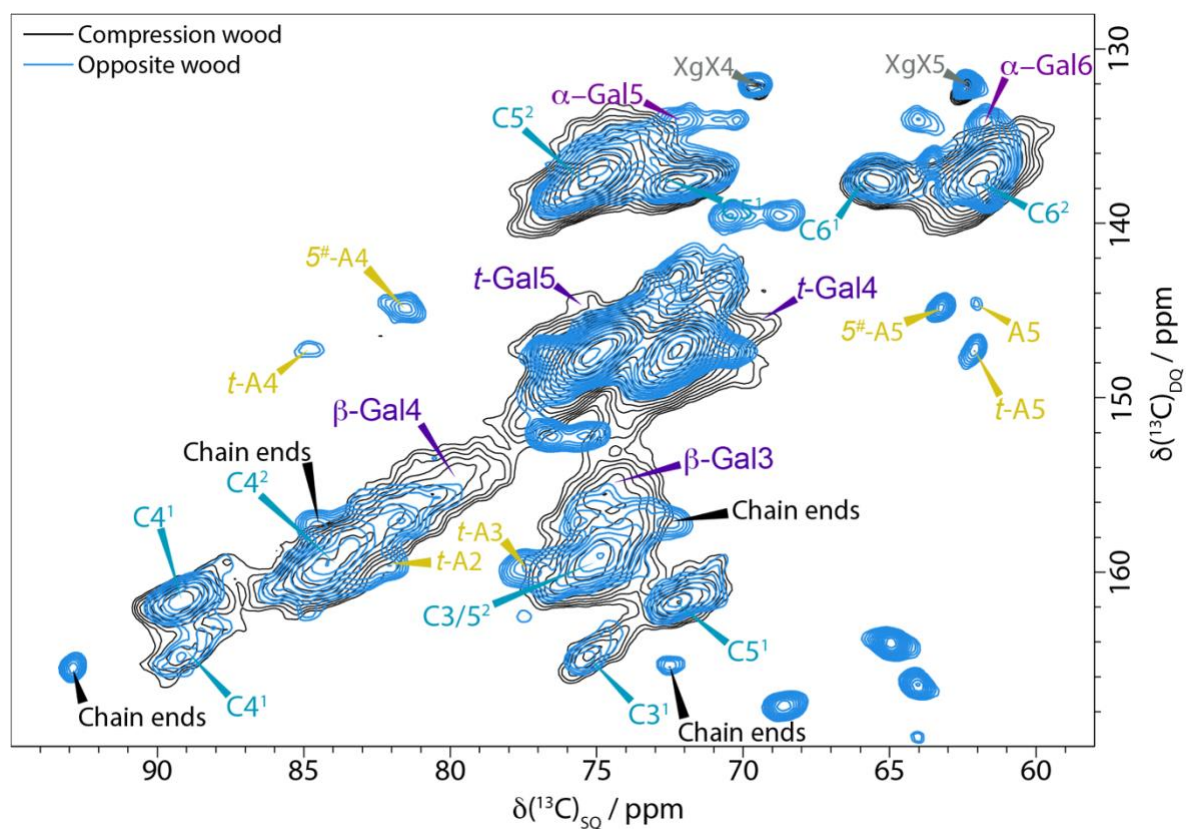 Compression wood
Opposite wood
XgX4
XgX5
α–Gal6
α–Gal5
C5²
C5¹
C6¹
C6²
5#-A4
t-Gal5
t-Gal4
5#-A5
A5
t-A4
t-A5
β-Gal4
Chain ends
β-Gal3
C4²
C4¹
Chain ends
t-A3
t-A2
C3/5²
C5¹
Chain ends
C4¹
C3¹
Chain ends
130
140
150
160
δ(¹³C)DQ / ppm
90 85 80 75 70 65 60
δ(¹³C)SQ / ppm